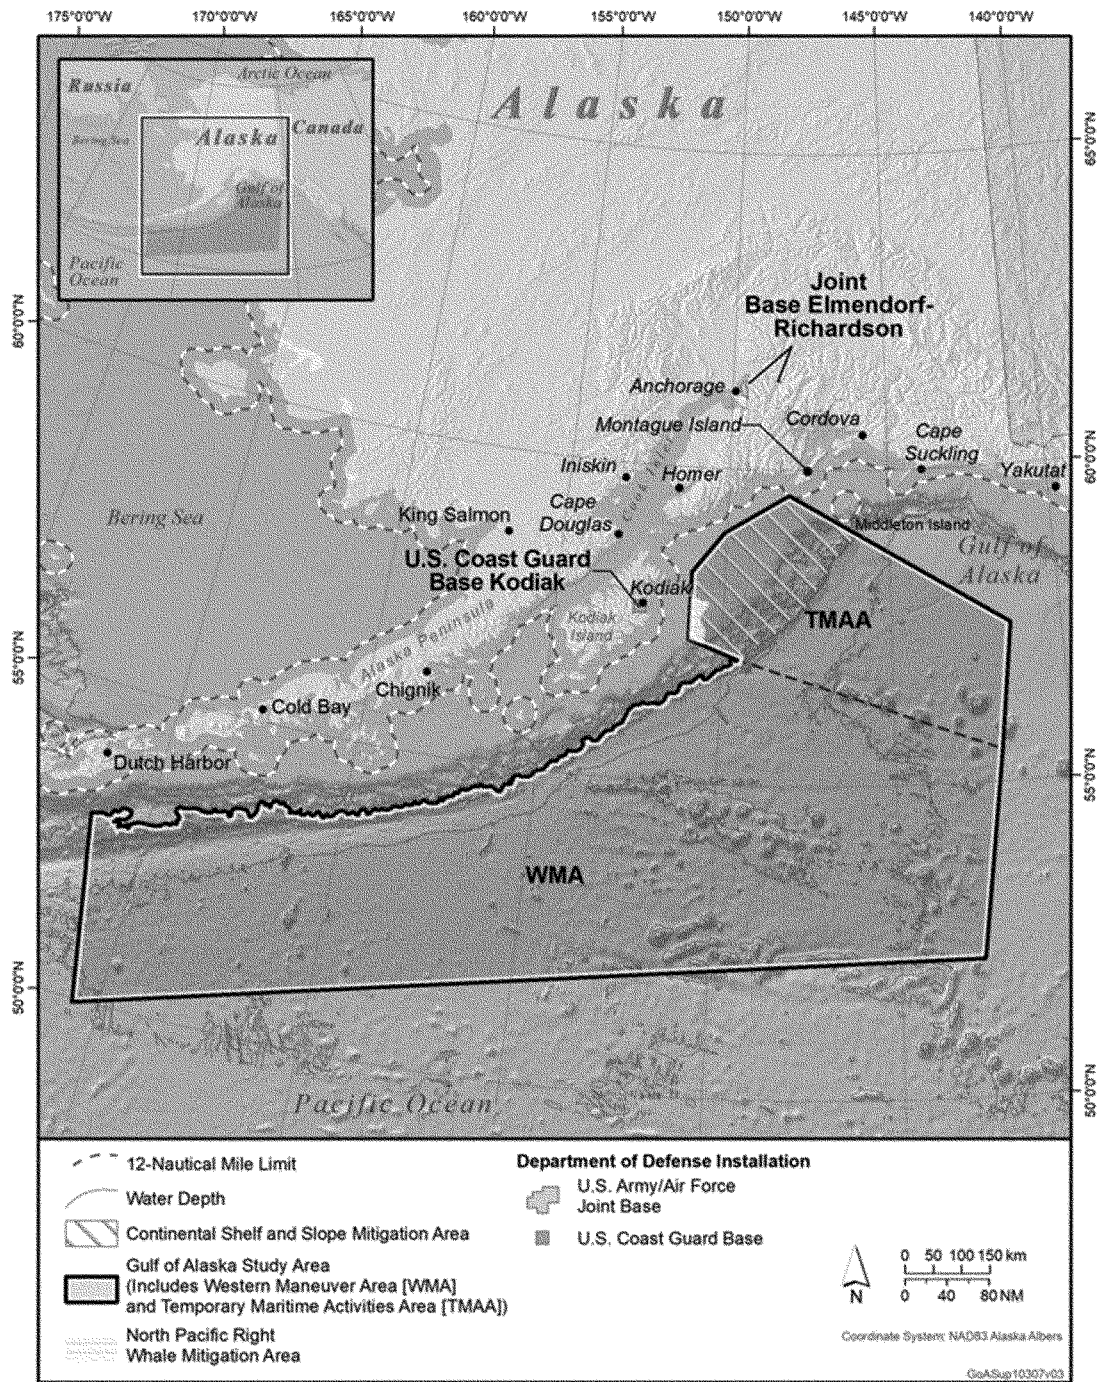 175°0'0"W 170°0'0"W 165°0'0"W 160°0'0"W 155°0'0"W 150°0'0"W 145°0'0"W 140°0'0"W
Arctic Ocean
Russia
Bering Sea
Alaska
Canada
Gulf of
Alaska
Pacific
Ocean
Alaska
65°0'0"N
60°0'0"N
Joint
Base Elmendorf-
Richardson
Anchorage
Montague Island
Cordova
Cape
Suckling
Yakutat
60°0'0"N
Iniskin
Homer
Cook Inlet
Cape
Douglas
King Salmon
Bering Sea
Middleton Island
Gulf of
Alaska
U.S. Coast Guard
Base Kodiak
Kodiak
Kodiak
Island
TMAA
Alaska Peninsula
55°0'0"N
Chignik
Cold Bay
Dutch Harbor
55°0'0"N
WMA
50°0'0"N
50°0'0"N
Pacific Ocean
12-Nautical Mile Limit
Water Depth
Continental Shelf and Slope Mitigation Area
Gulf of Alaska Study Area
(Includes Western Maneuver Area [WMA]
and Temporary Maritime Activities Area [TMAA])
North Pacific Right
Whale Mitigation Area
Department of Defense Installation
U.S. Army/Air Force
Joint Base
U.S. Coast Guard Base
N
0 50 100 150 km
0 40 80 NM
Coordinate System: NAD83 Alaska Albers
GoASup10307v03